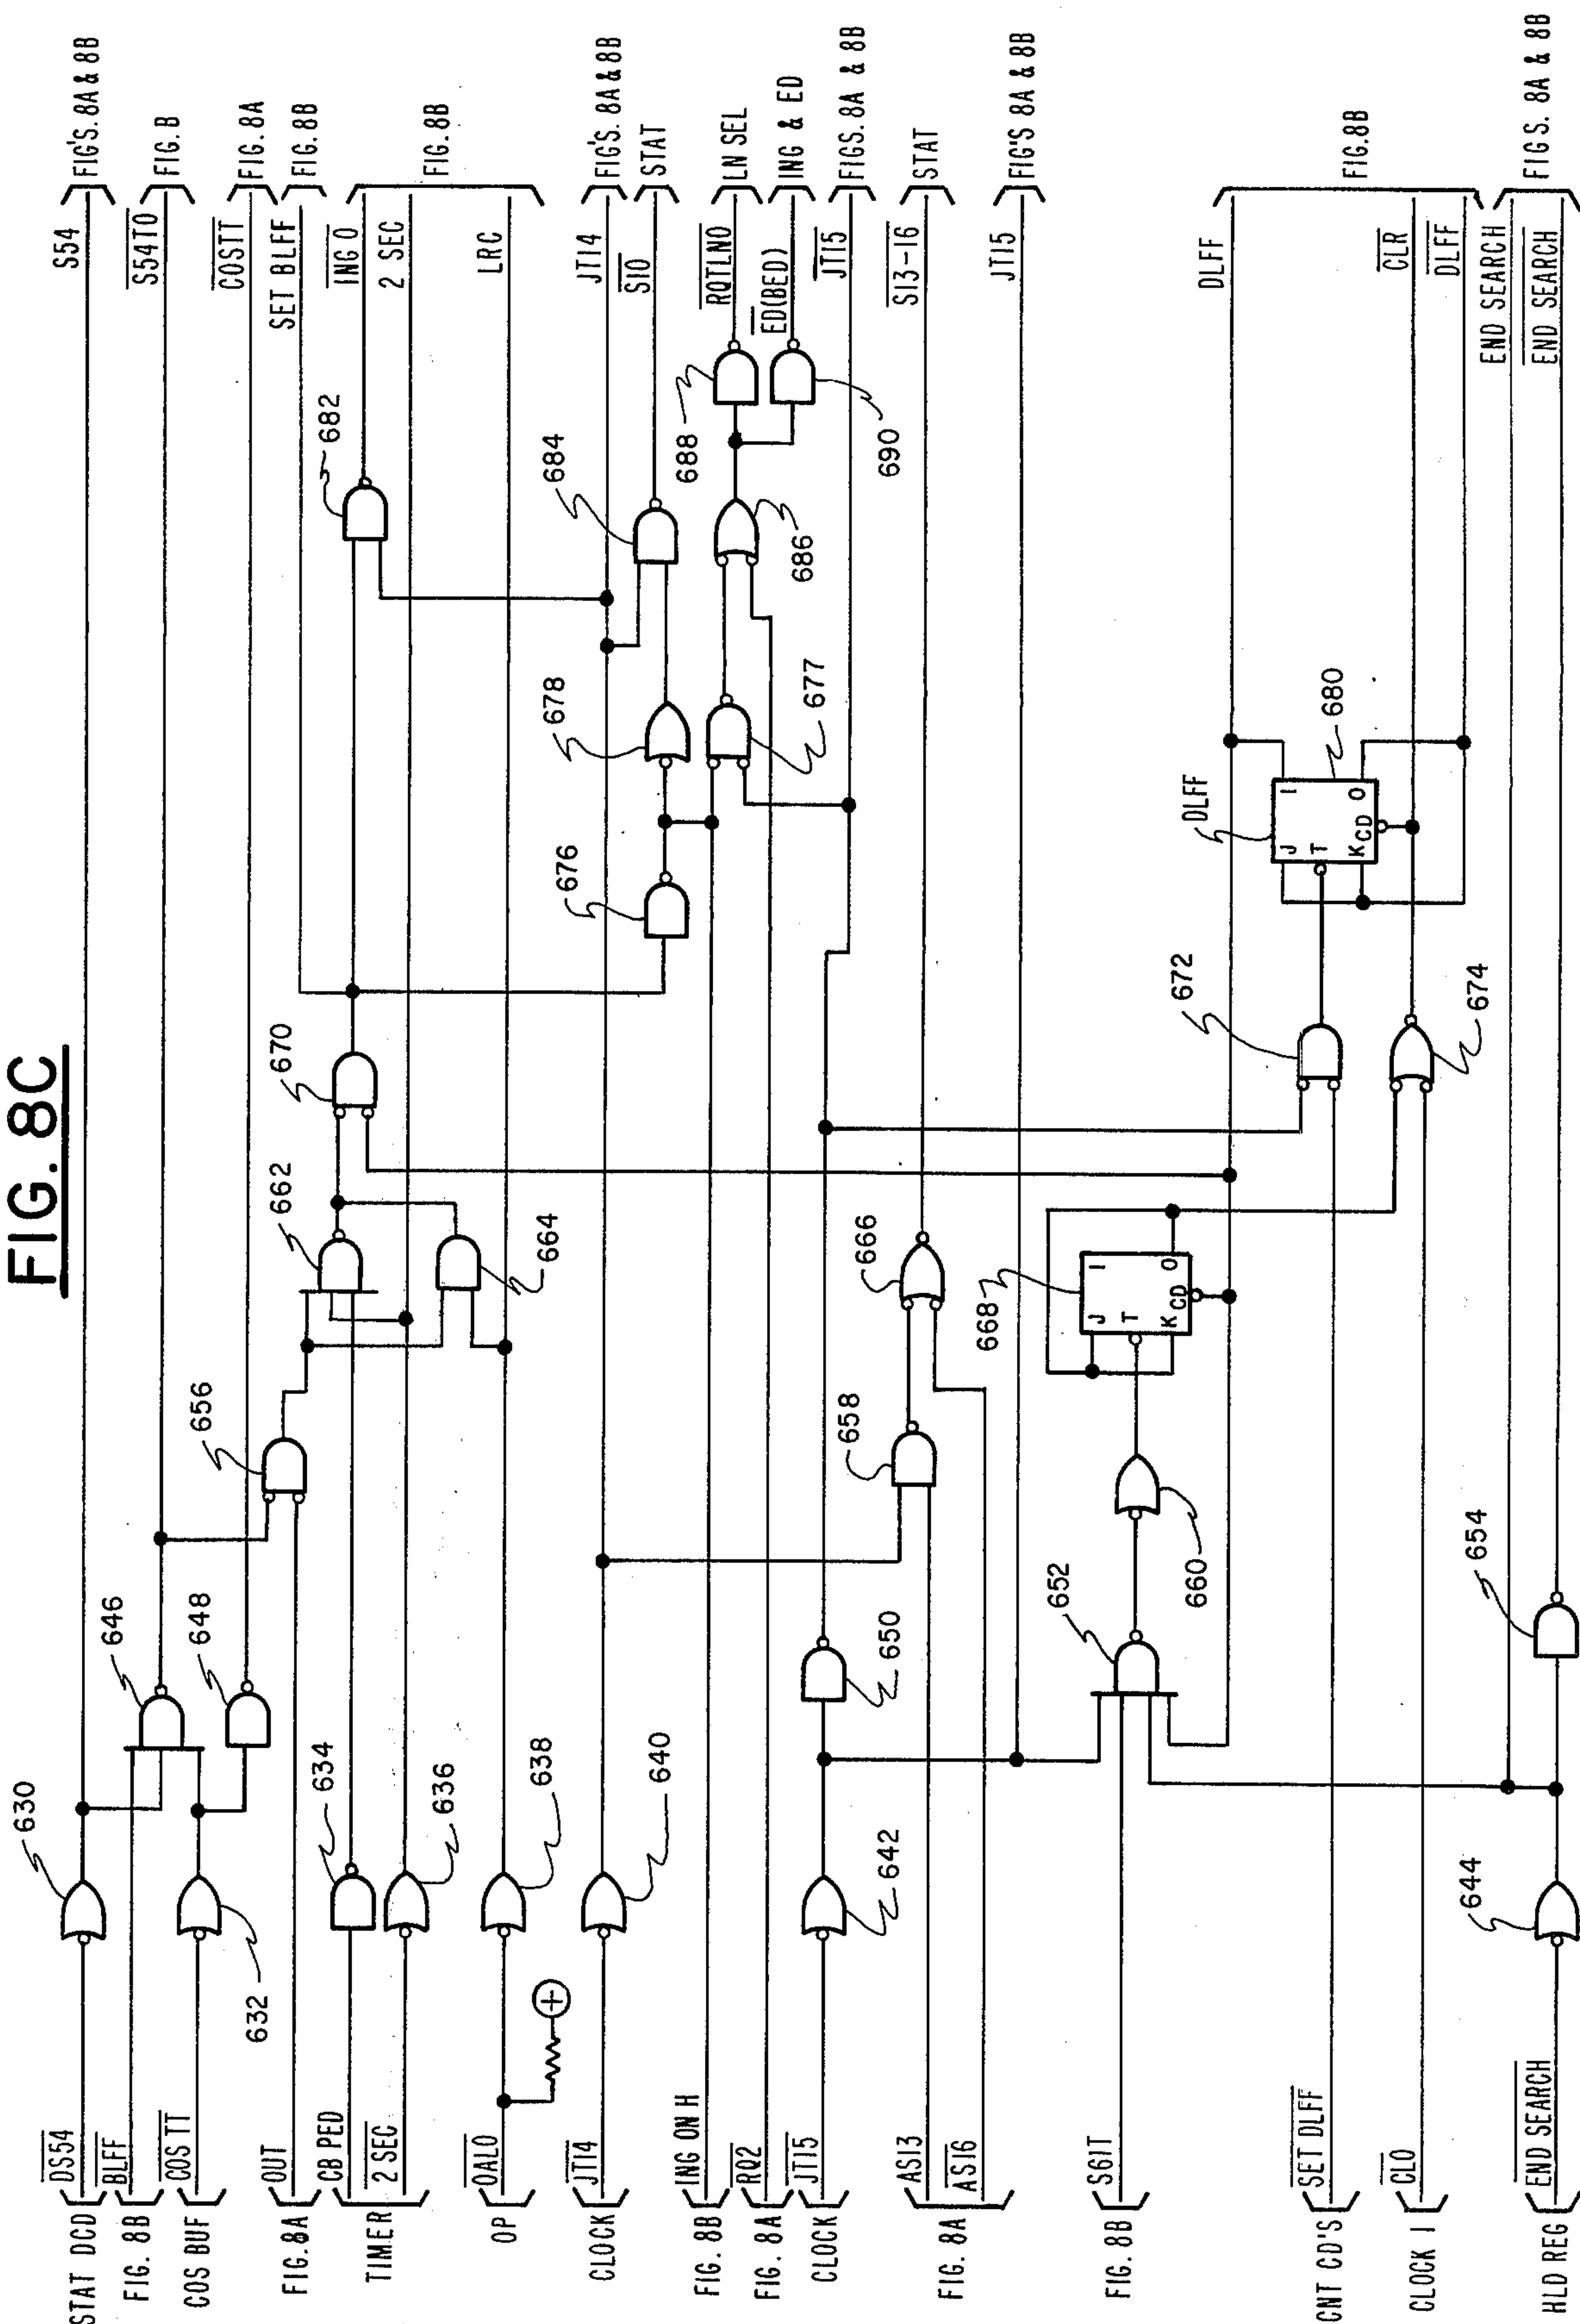 FIG. 8C
STAT DCD
DS54
FIG. 8B
BLFF
COS BUF
COS TT
FIG. 8A
OUT
TIMER
CB PED
2 SEC
OP
OALO
CLOCK
JT14
FIG. 8B
ING ON H
FIG. 8A
RQ2
CLOCK
JT15
FIG. 8A
AS13
AS16
FIG. 8B
S61T
CNT CD'S
SET DLFF
CLOCK 1
CLO
HLD REG
END SEARCH
630
632
634
636
638
640
642
644
646
648
650
652
654
656
658
660
662
664
666
668
J
T
K
CD
1
0
670
672
674
676
677
678
680
DLFF
J
T
K
CD
1
0
682
684
686
688
690
S54
FIG'S. 8A & 8B
S54TO
FIG. B
COSTT
FIG. 8A
SET BLFF
FIG. 8B
ING O
2 SEC
LRC
FIG. 8B
JT14
FIG'S. 8A & 8B
S10
STAT
RQTLNO
LN SEL
ED(BED)
ING & ED
JT15
FIGS. 8A & 8B
S13-116
STAT
JT15
FIG'S 8A & 8B
DLFF
CLR
DLFF
FIG. 8B
END SEARCH
END SEARCH
FIGS. 8A & 8B